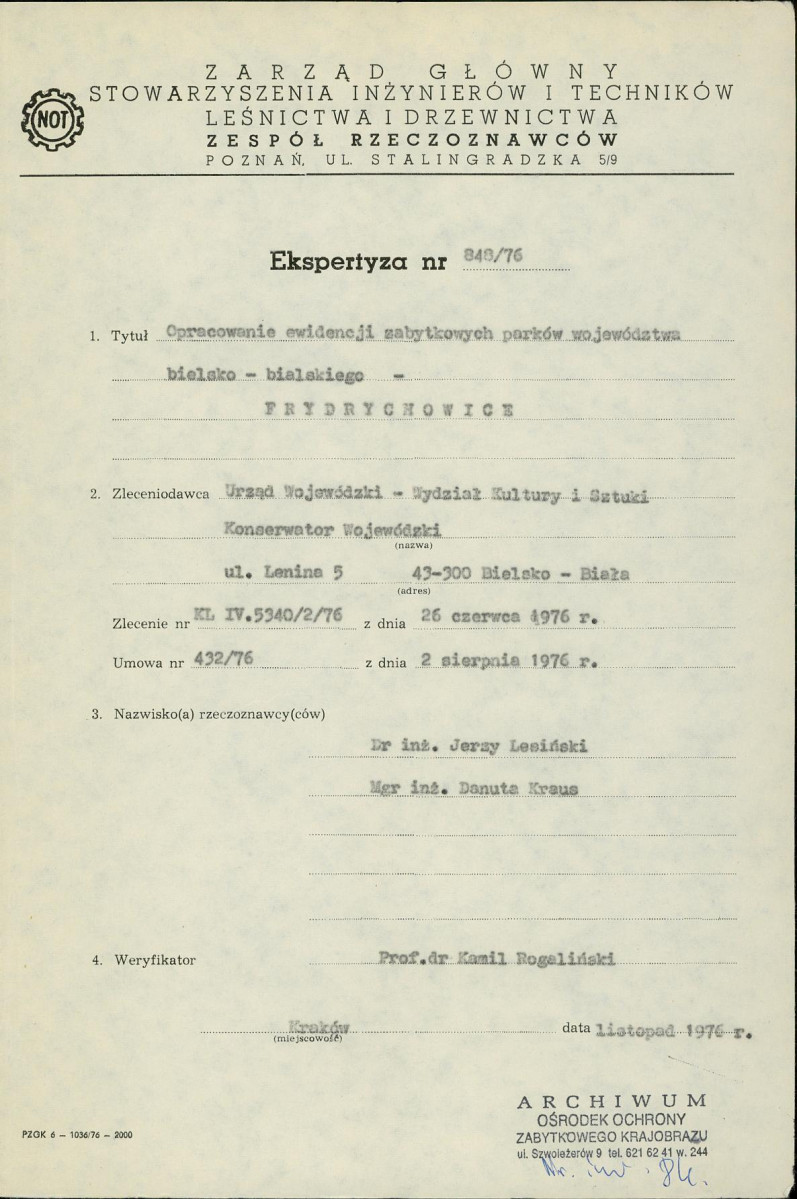 ZARZĄD GŁÓWNY
STOWARZYSZENIA INŻYNIERÓW I TECHNIKÓW
NOT
LEŚNICTWA I DRZEWNICTWA
ZESPÓŁ RZECZOZNAWCÓW
POZNAŃ, UL. STALINGRADZKA 5/9
Ekspertyza nr 848/76
1. Tytuł Opracowanie ewidencji zabytkowych parków województwa
bielsko - bialskiego -
FRYDRYCHOWICE
2. Zleceniodawca Urząd Wojewódzki - Wydział Kultury i Sztuki
Konserwator Wojewódzki
(nazwa)
ul. Lenina 5 43-300 Bielsko - Biała
(adres)
Zlecenie nr KL IV.5340/2/76 z dnia 26 czerwca 1976 r.
Umowa nr 432/76 z dnia 2 sierpnia 1976 r.
3. Nazwisko(a) rzeczoznawcy(ców)
Dr inż. Jerzy Lesiński
Mgr inż. Danuta Kraus
4. Weryfikator Prof.dr Kamil Rogaliński
Kraków data listopad 1976 r.
(miejscowość)
ARCHIWUM
OŚRODEK OCHRONY
ZABYTKOWEGO KRAJOBRAZU
ul. Szwoleżerów 9 tel. 621 62 41 w. 244
Nr. inw. 84.
PZGK 6 - 1036/76 - 2000